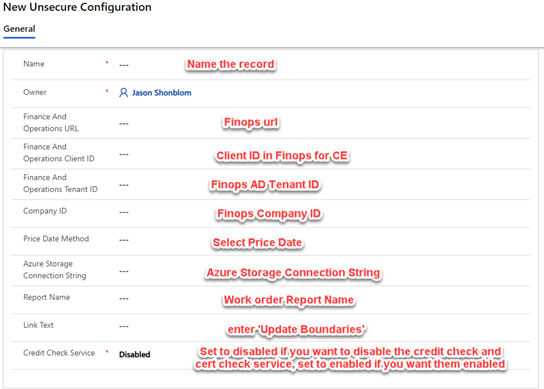 New Unsecure Configuration
General
Name * --- Name the record
Owner * Jason Shonblom
Finance And
Operations URL --- Finops url
Finance And
Operations Client ID --- Client ID in Finops for CE
Finance And
Operations Tenant ID --- Finops AD Tenant ID
Company ID --- Finops Company ID
Price Date Method --- Select Price Date
Azure Storage
Connection String --- Azure Storage Connection String
Report Name --- Work order Report Name
Link Text --- enter 'Update Boundaries'
Credit Check Service * Disabled Set to disabled if you want to disable the credit check and
cert check service, set to enabled if you want them enabled